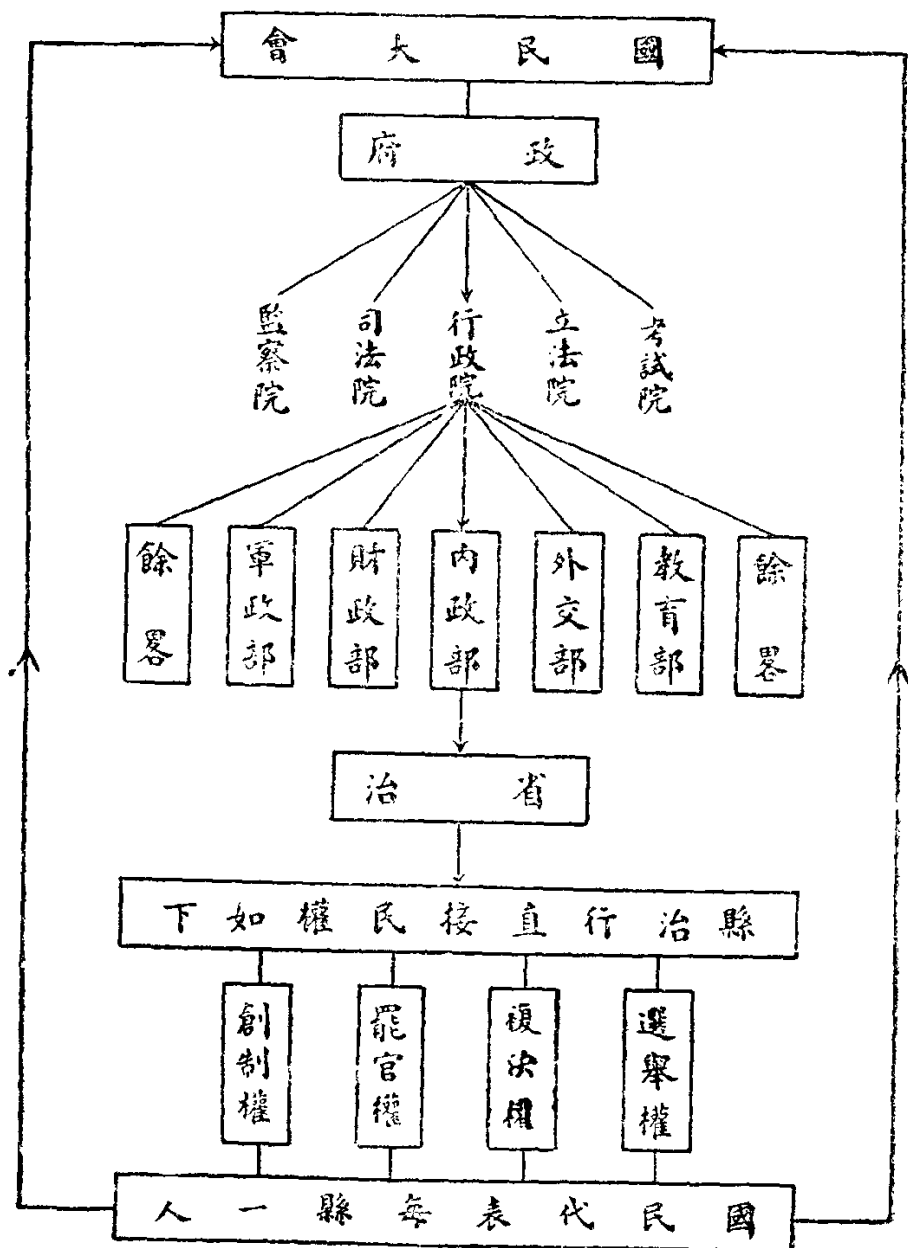 國民大會
政府
考試院
立法院
行政院
司法院
監察院
餘畧
教育部
外交部
內政部
財政部
軍政部
餘畧
省治
縣治行直接民權如下
選舉權
複決權
罷官權
創制權
國民代表每縣一人